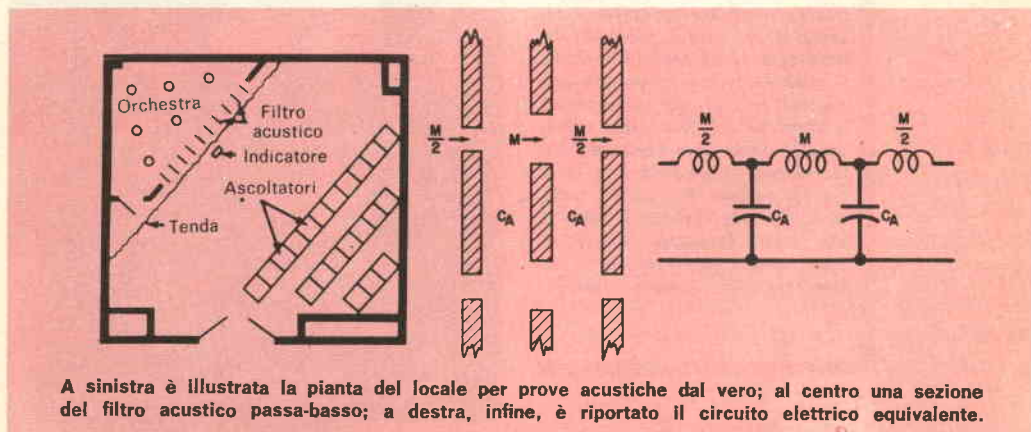 Orchestra
Filtro
acustico
Indicatore
Ascoltatori
Tenda
M/2
M
M/2
CA
CA
M/2
M
M/2
CA
CA
A sinistra è illustrata la pianta del locale per prove acustiche dal vero; al centro una sezione
del filtro acustico passa-basso; a destra, infine, è riportato il circuito elettrico equivalente.